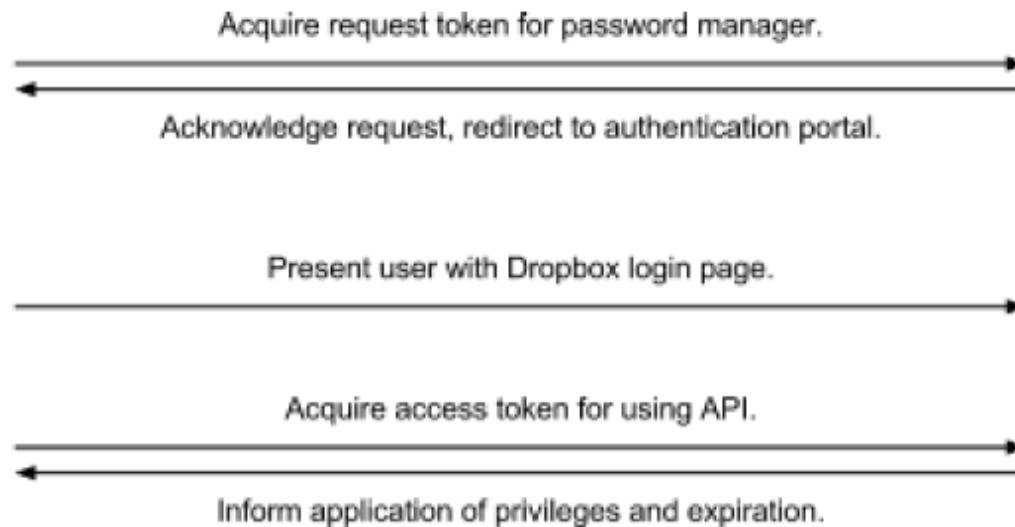 Acquire request token for password manager.
Acknowledge request, redirect to authentication portal.
Present user with Dropbox login page.
Acquire access token for using API.
Inform application of privileges and expiration.